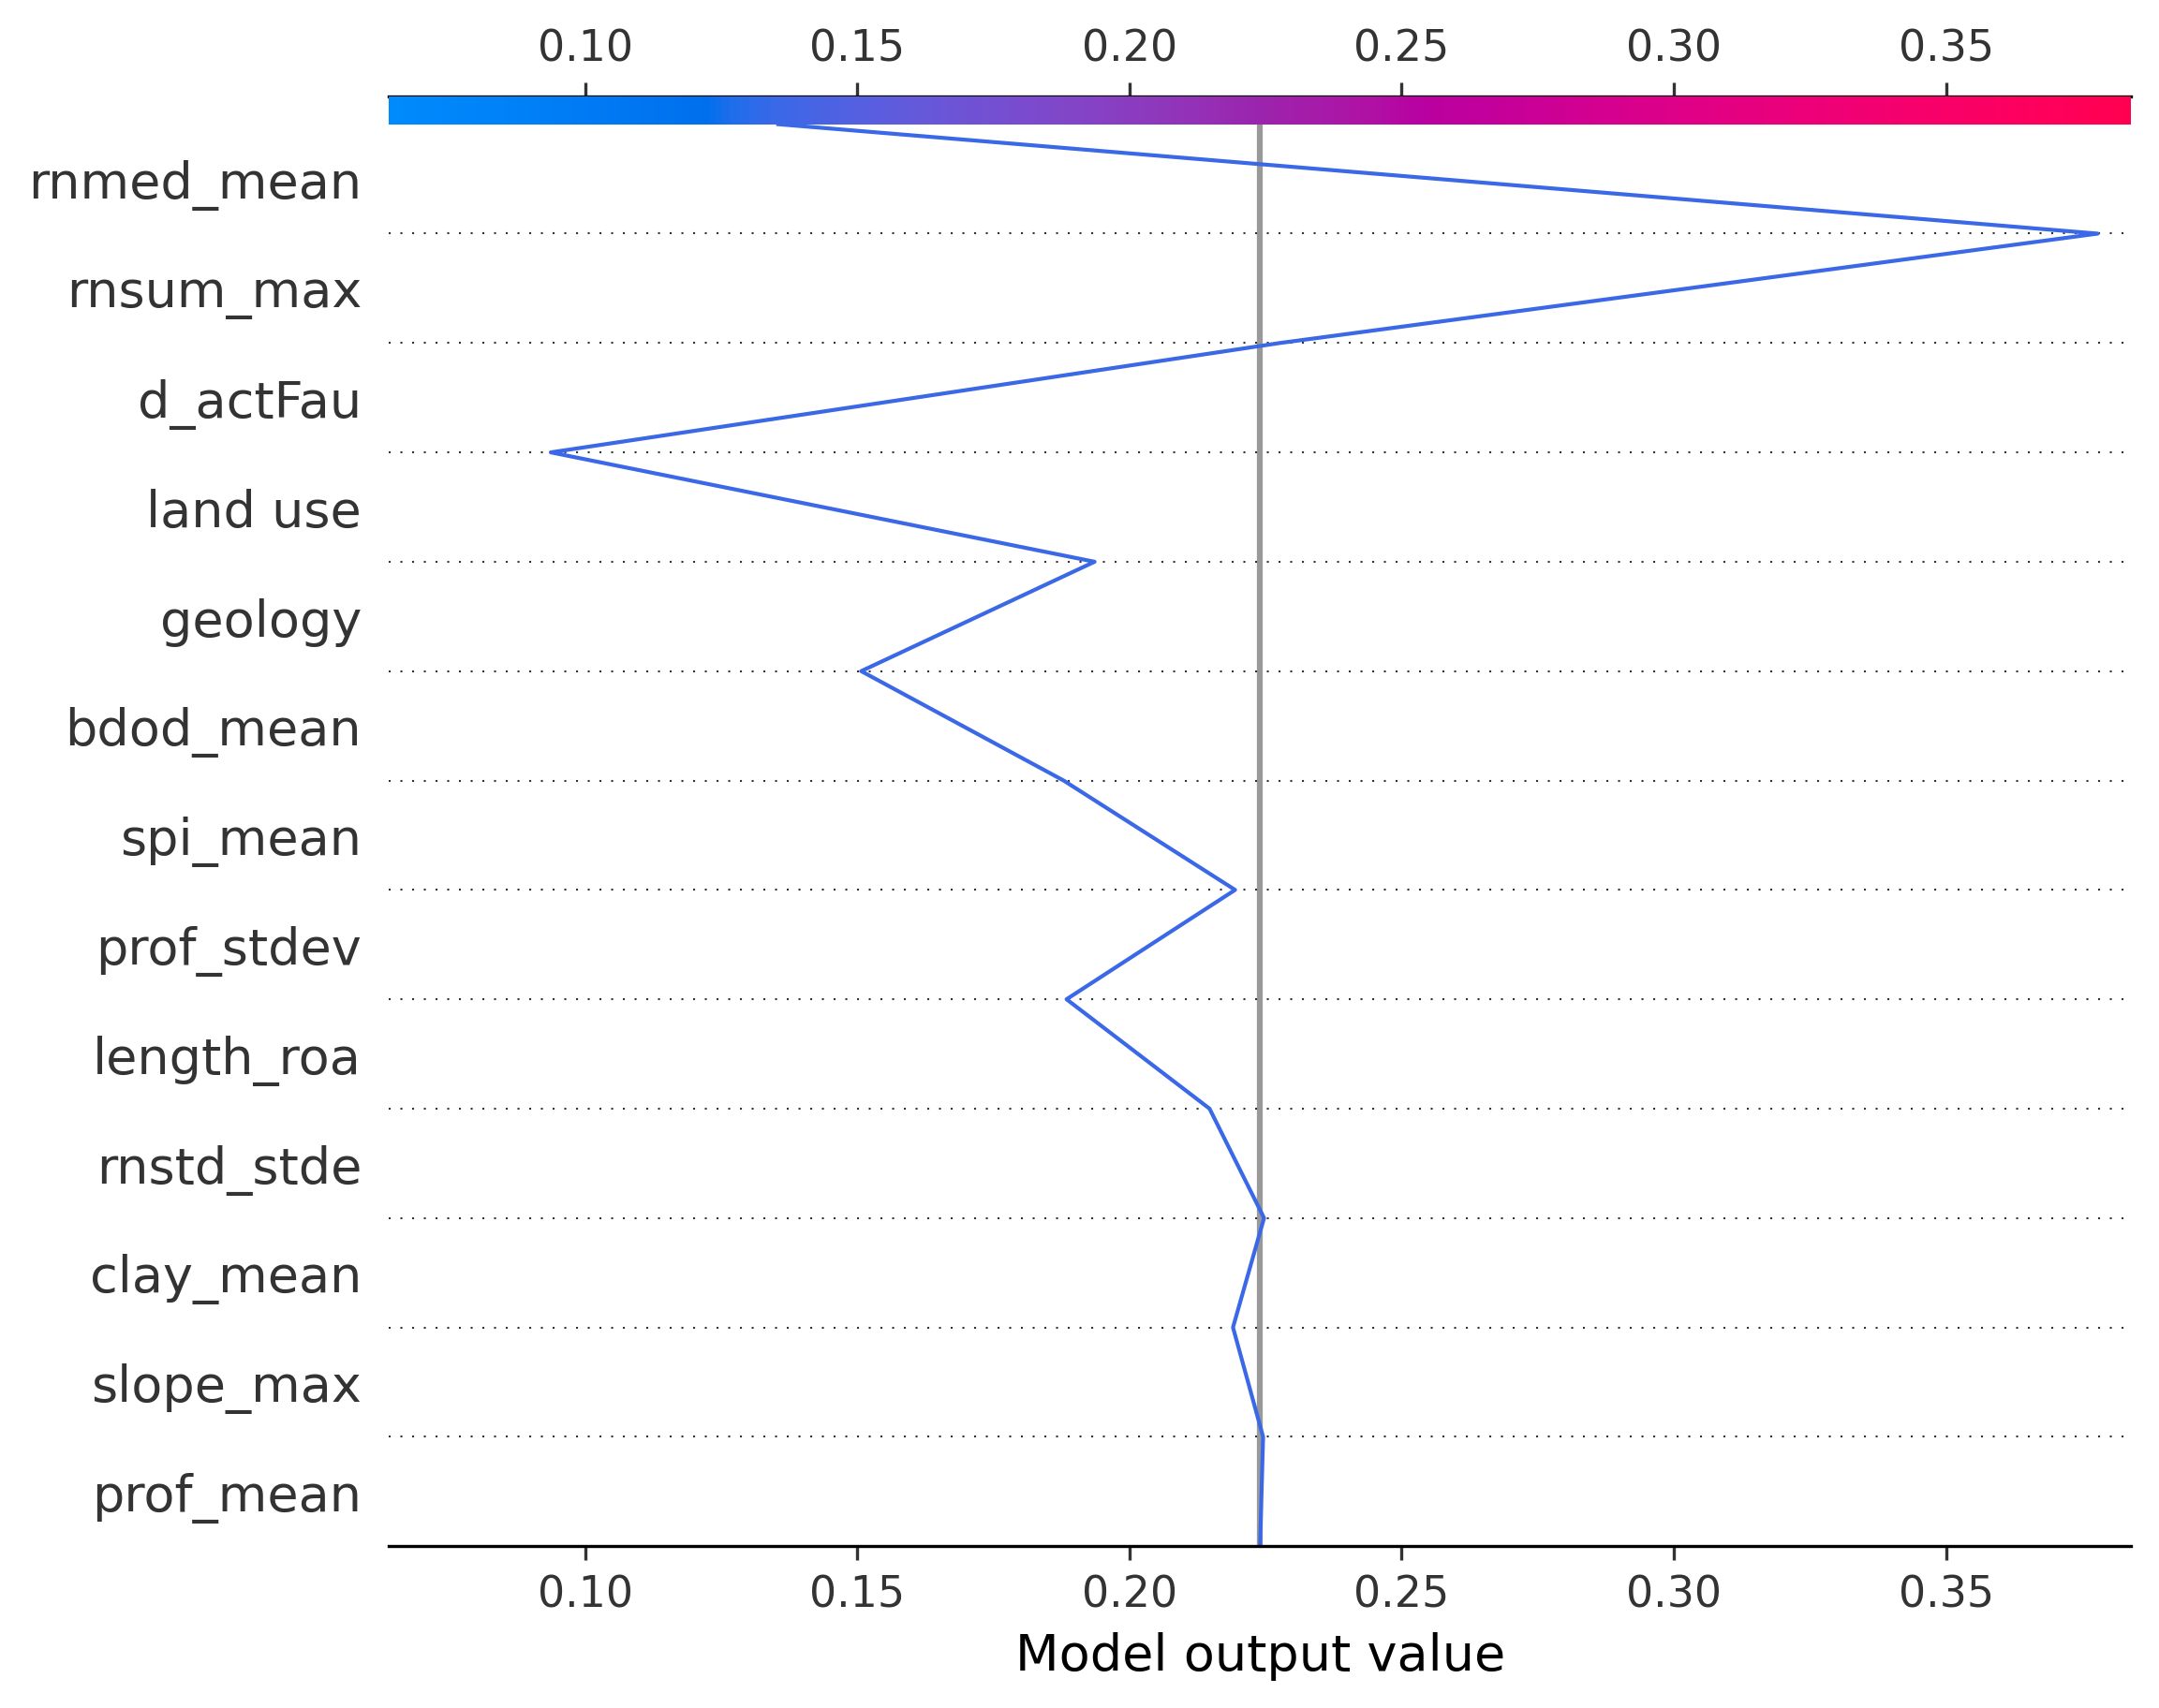 0.10 0.15 0.20 0.25 0.30 0.35
rnmed_mean
rnsum_max
d_actFau
land use
geology
bdod_mean
spi_mean
prof_stdev
length_roa
rnstd_stde
clay_mean
slope_max
prof_mean
0.10 0.15 0.20 0.25 0.30 0.35
Model output value